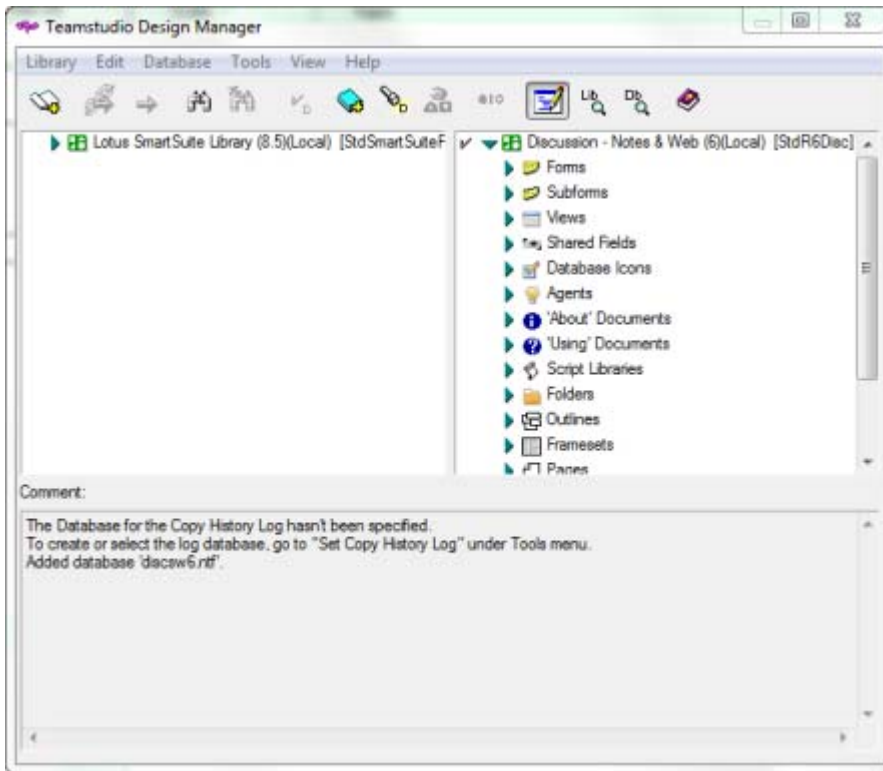 Teamstudio Design Manager
Library Edit Database Tools View Help
Lib Db
Lotus SmartSuite Library (8.5)(Local) [StdSmartSuiteF
Discussion - Notes & Web (6)(Local) [StdR6Disc]
Forms
Subforms
Views
Shared Fields
Database Icons
Agents
'About' Documents
'Using' Documents
Script Libraries
Folders
Outlines
Framesets
Pages
Comment:
The Database for the Copy History Log hasn't been specified.
To create or select the log database, go to "Set Copy History Log" under Tools menu.
Added database 'discsw6.ntf'.